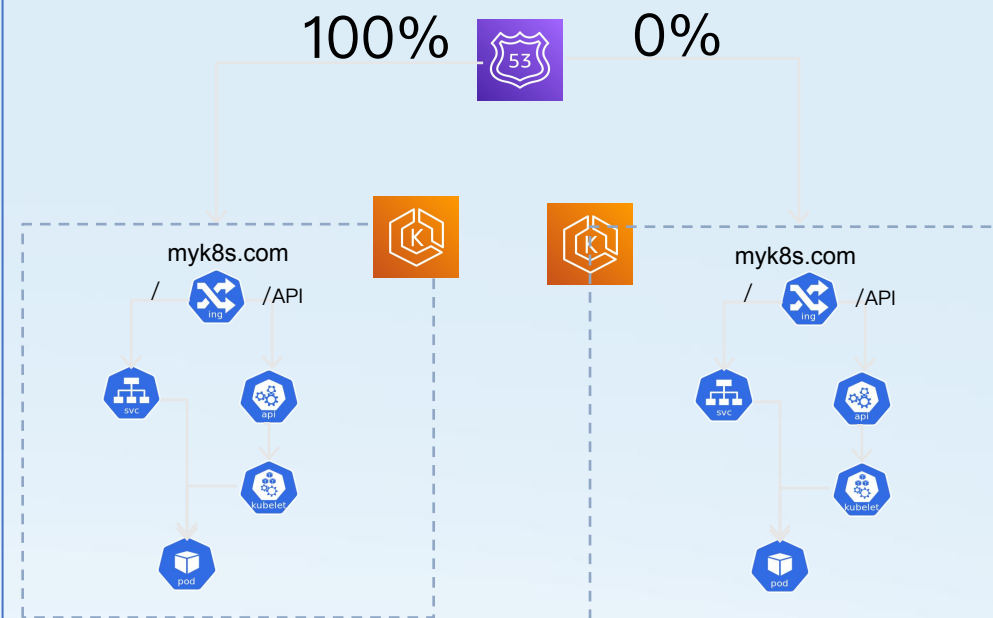 100%
53
0%
K
K
myk8s.com
/
ing
/API
svc
api
kubelet
pod
myk8s.com
/
ing
/API
svc
api
kubelet
pod